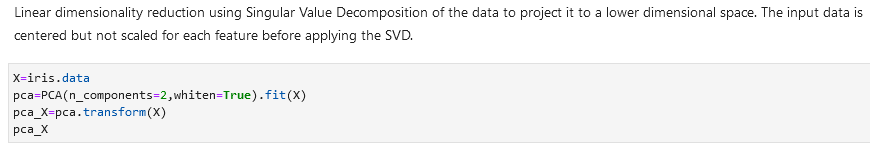 Linear dimensionality reduction using Singular Value Decomposition of the data to project it to a lower dimensional space. The input data is
centered but not scaled for each feature before applying the SVD.
X=iris.data
pca=PCA(n_components=2,whiten=True).fit(X)
pca_X=pca.transform(X)
pca_X